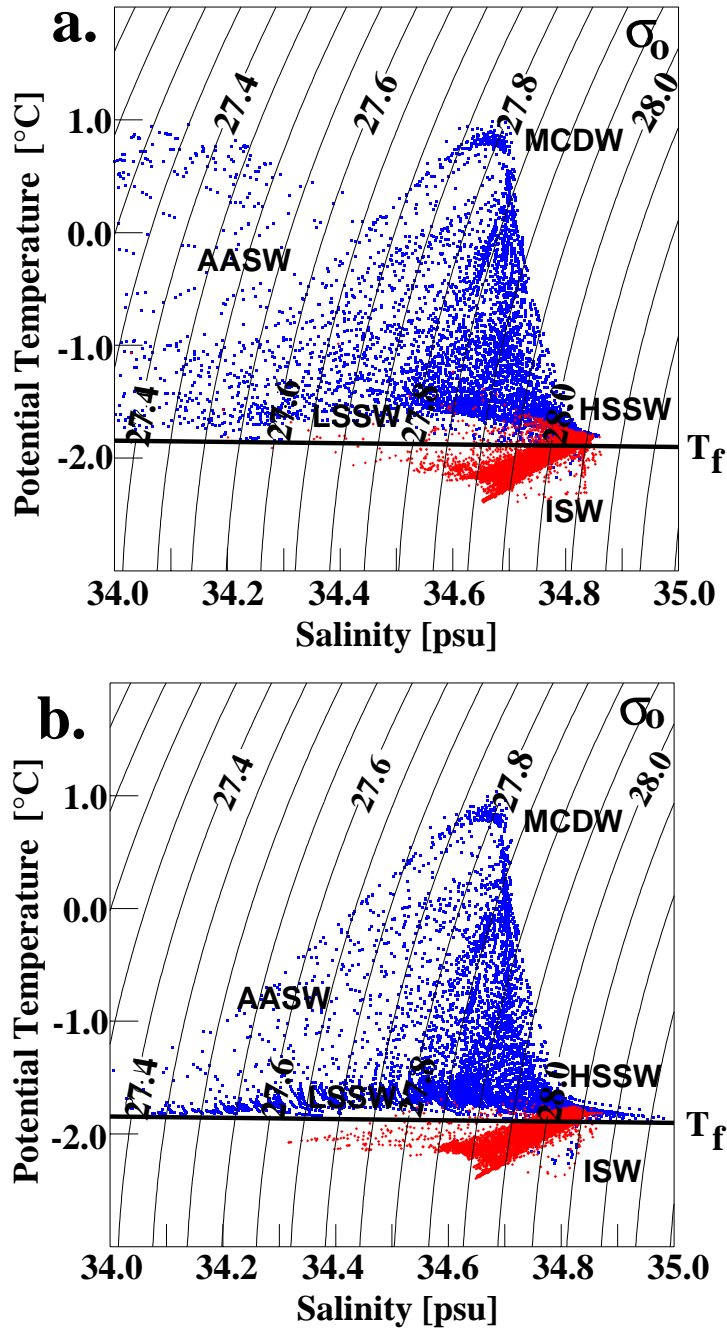 a.
σo
27.4
27.6
27.8
28.0
1.0
MCDW
Potential Temperature [°C]
0.0
AASW
-1.0
27.4
27.6
LSSW
27.8
28.0
HSSW
-2.0
Tf
ISW
34.0 34.2 34.4 34.6 34.8 35.0
Salinity [psu]
b.
σo
27.4
27.6
27.8
28.0
1.0
MCDW
Potential Temperature [°C]
0.0
AASW
-1.0
27.4
27.6
LSSW
27.8
28.0
HSSW
-2.0
Tf
ISW
34.0 34.2 34.4 34.6 34.8 35.0
Salinity [psu]